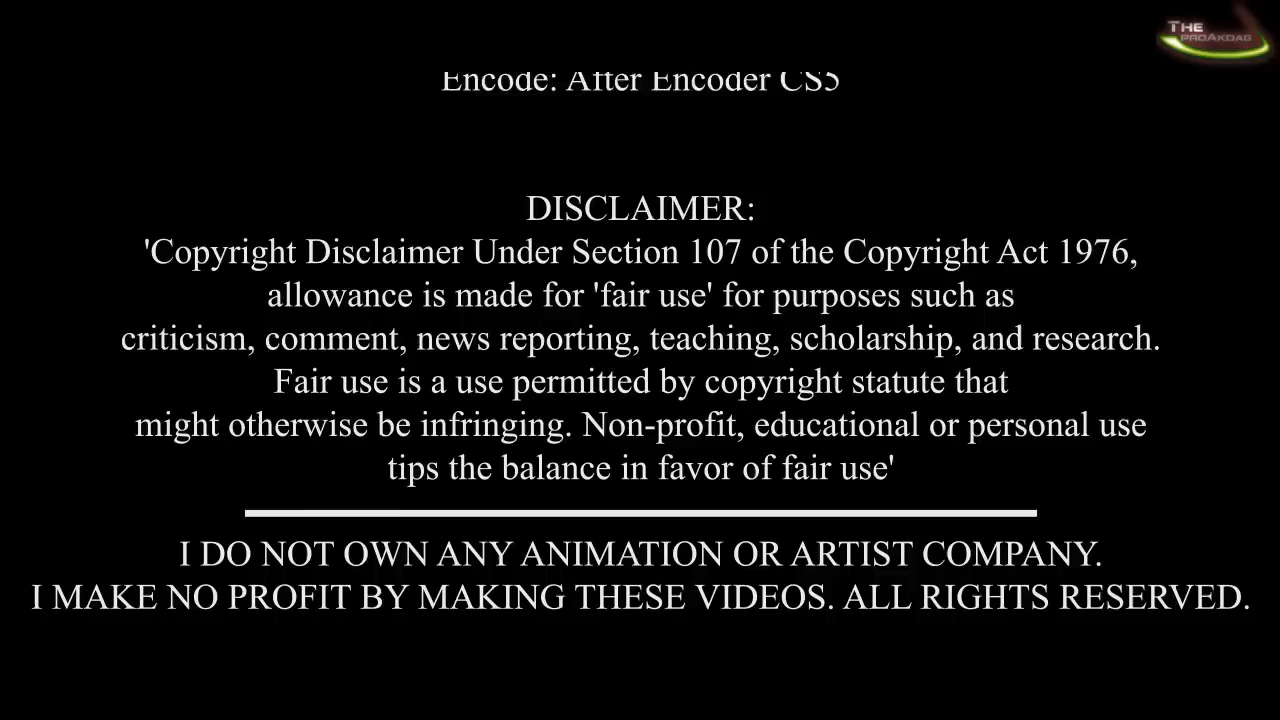 THE
PROAKDAG
Encode: After Encoder CS5
DISCLAIMER:
'Copyright Disclaimer Under Section 107 of the Copyright Act 1976,
allowance is made for 'fair use' for purposes such as
criticism, comment, news reporting, teaching, scholarship, and research.
Fair use is a use permitted by copyright statute that
might otherwise be infringing. Non-profit, educational or personal use
tips the balance in favor of fair use'
I DO NOT OWN ANY ANIMATION OR ARTIST COMPANY.
I MAKE NO PROFIT BY MAKING THESE VIDEOS. ALL RIGHTS RESERVED.